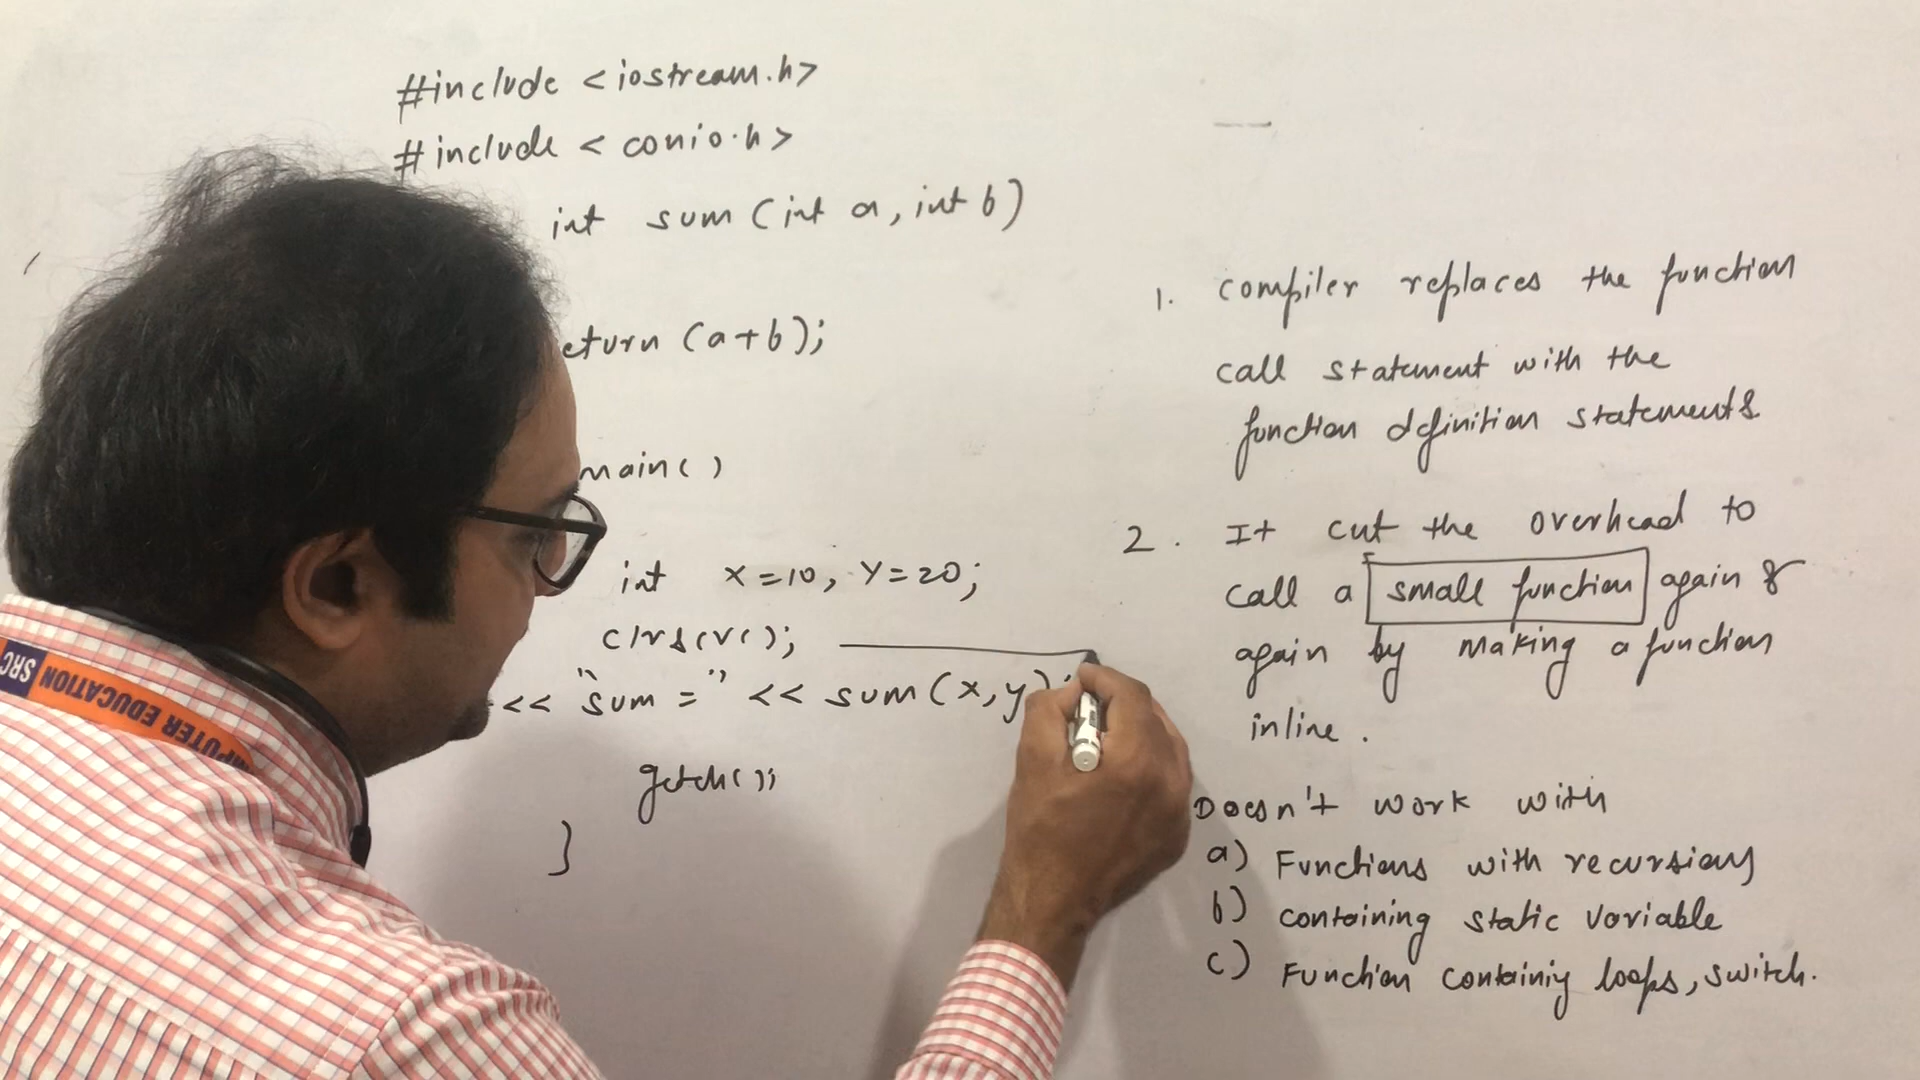 #include <iostream.h>
#include <conio.h>
int sum (int a, int b)
eturn (a+b);
main()
int x=10, Y=20;
clrscr();
<< "sum =" << sum (x,y);
getch();
}
1. compiler replaces the function
call statement with the
function definition statements
2. It cut the overhead to
call a small function again &
again by making a function
inline.
Doesn't work with
a) Functions with recursions
b) containing static variable
c) Function containing loops, switch.
SRC
MPUTER EDUCATION